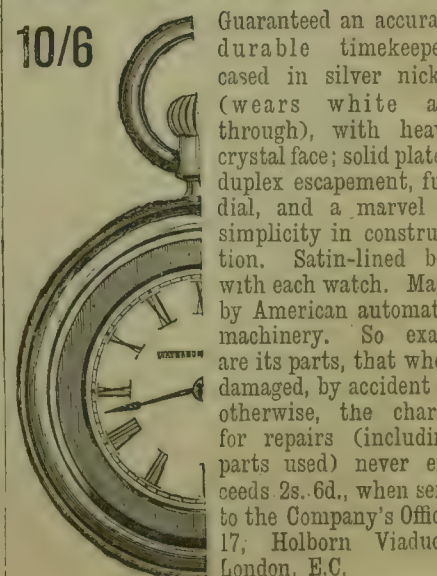 10/6
Guaranteed an accura
durable timekeepe
cased in silver nick
(wears white a
through), with heav
crystal face; solid plate
duplex escapement, fu
dial, and a marvel
simplicity in constru
tion. Satin-lined b
with each watch. Ma
by American automat
machinery. So exa
are its parts, that whe
damaged, by accident
otherwise, the char
for repairs (includin
parts used) never e
ceeds 2s. 6d., when sen
to the Company's Offic
17, Holborn Viaduc
London, E.C.